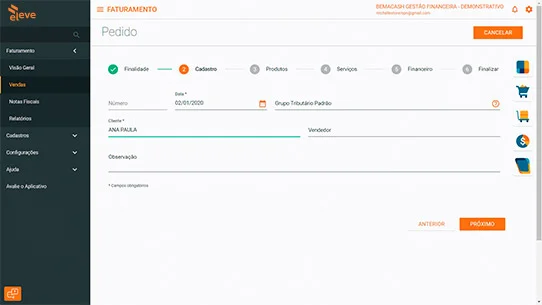 eleve
FATURAMENTO
BEMACASH GESTÃO FINANCEIRA - DEMONSTRATIVO
Pedido
CANCELAR
Faturamento
Visão Geral
Vendas
Notas Fiscais
Relatórios
Cadastros
Configurações
Ajuda
Avalie o Aplicativo
Finalidade
2 Cadastro
3 Produtos
4 Serviços
5 Financeiro
6 Finalizar
Número
Data *
02/01/2020
Grupo Tributário Padrão
Cliente *
ANA PAULA
Vendedor
Observação
* Campos obrigatórios
ANTERIOR
PRÓXIMO